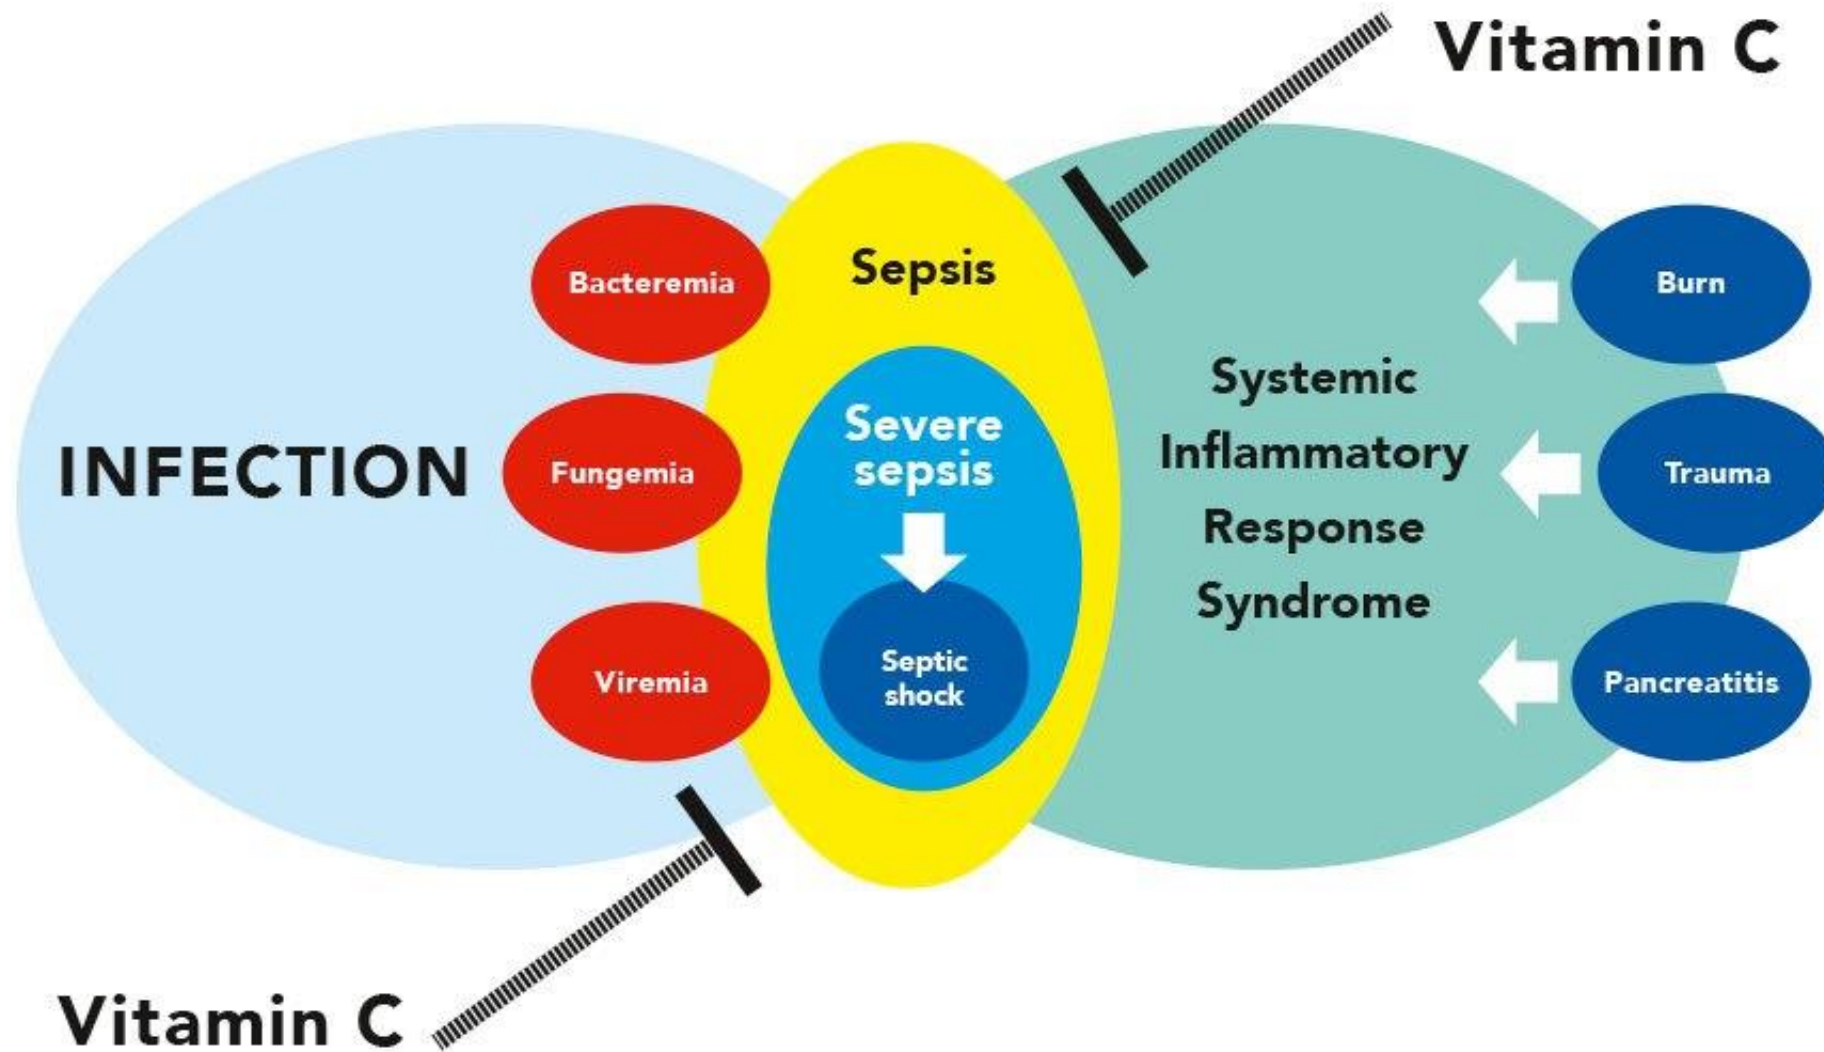 Vitamin C
Bacteremia
Sepsis
Burn
Systemic
Inflammatory
Response
Syndrome
Severe
sepsis
INFECTION
Fungemia
Trauma
Viremia
Septic
shock
Pancreatitis
Vitamin C